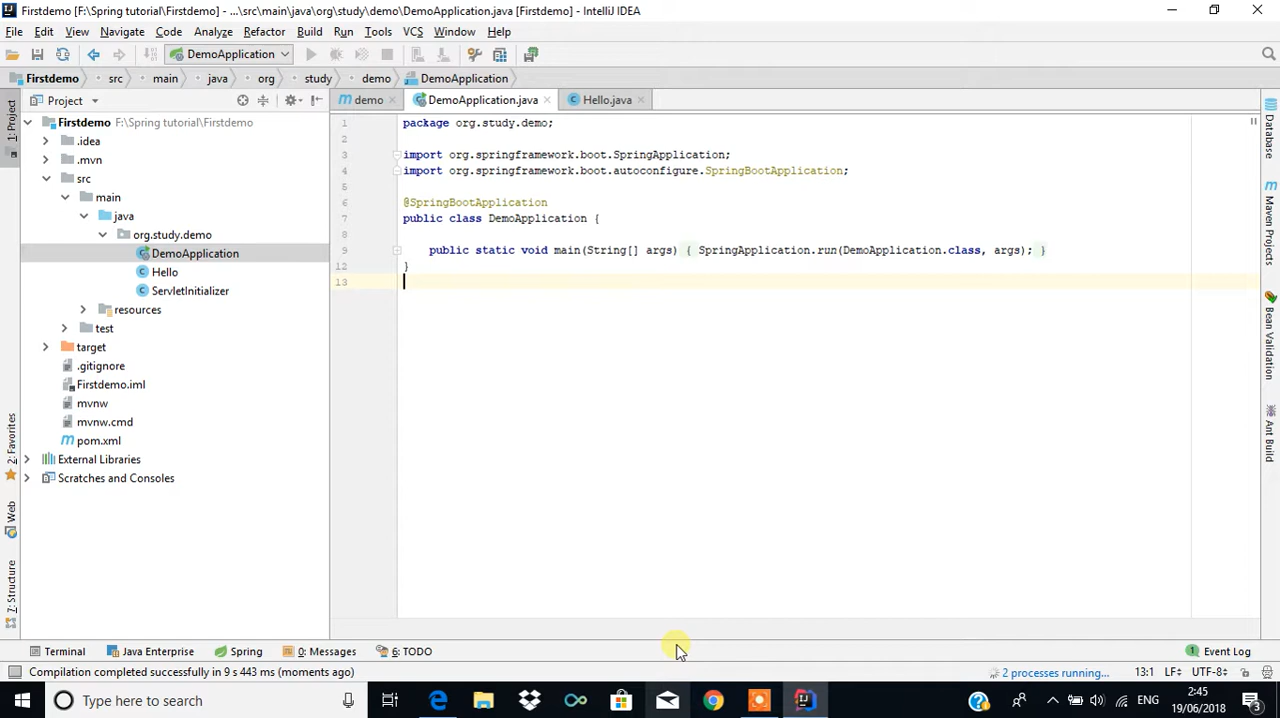 Firstdemo [F:\Spring tutorial\Firstdemo] - ...\src\main\java\org\study\demo\DemoApplication.java [Firstdemo] - IntelliJ IDEA
File Edit View Navigate Code Analyze Refactor Build Run Tools VCS Window Help
DemoApplication
Firstdemo src main java org study demo DemoApplication
1: Project
Project
demo DemoApplication.java Hello.java
Firstdemo F:\Spring tutorial\Firstdemo
.idea
.mvn
src
main
java
org.study.demo
DemoApplication
Hello
ServletInitializer
resources
test
target
.gitignore
Firstdemo.iml
mvnw
mvnw.cmd
pom.xml
External Libraries
Scratches and Consoles
1 package org.study.demo;
2
3 import org.springframework.boot.SpringApplication;
4 import org.springframework.boot.autoconfigure.SpringBootApplication;
5
6 @SpringBootApplication
7 public class DemoApplication {
8
9 public static void main(String[] args) { SpringApplication.run(DemoApplication.class, args); }
12 }
13
Database
Maven Projects
Bean Validation
Ant Build
2: Favorites
Web
7: Structure
Terminal Java Enterprise Spring 0: Messages 6: TODO
1 Event Log
Compilation completed successfully in 9 s 443 ms (moments ago)
2 processes running...
13:1 LF UTF-8
Type here to search
ENG
2:45
19/06/2018
3